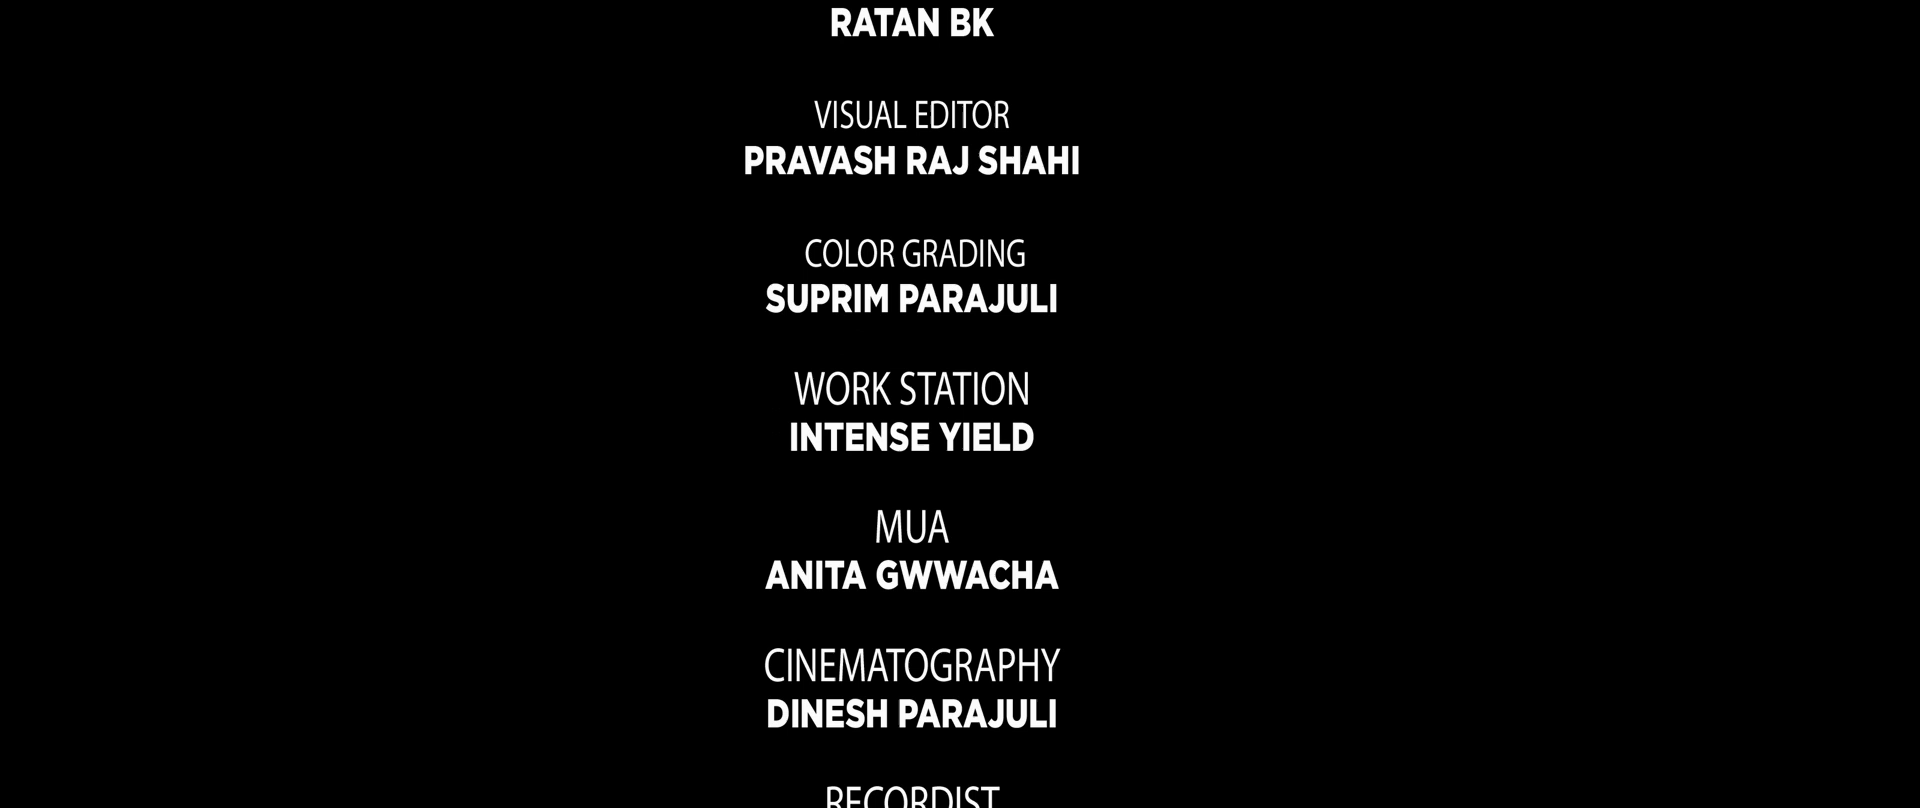 RATAN BK
VISUAL EDITOR
PRAVASH RAJ SHAHI
COLOR GRADING
SUPRIM PARAJULI
WORK STATION
INTENSE YIELD
MUA
ANITA GWWACHA
CINEMATOGRAPHY
DINESH PARAJULI
RECORDIST